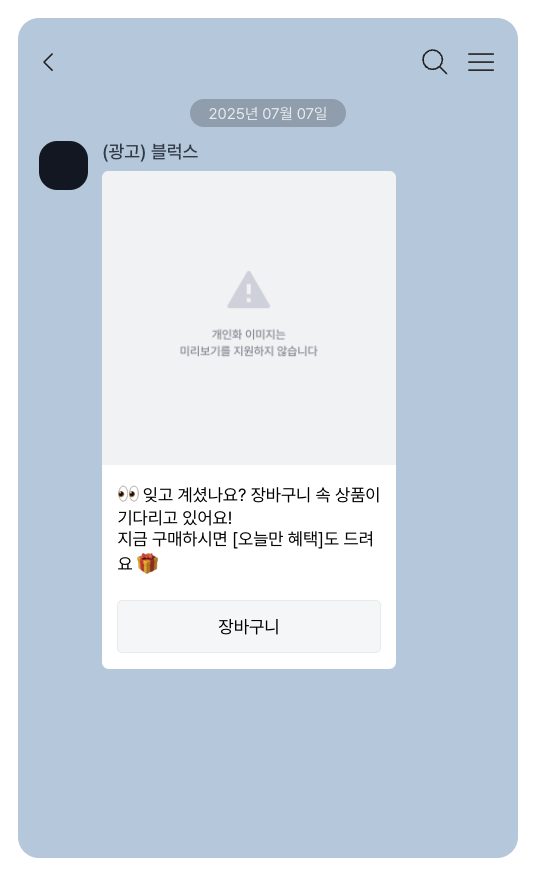 2025년 07월 07일
(광고) 블럭스
개인화 이미지는
미리보기를 지원하지 않습니다
👀 잊고 계셨나요? 장바구니 속 상품이
기다리고 있어요!
지금 구매하시면 [오늘만 혜택]도 드려
요 🎁
장바구니